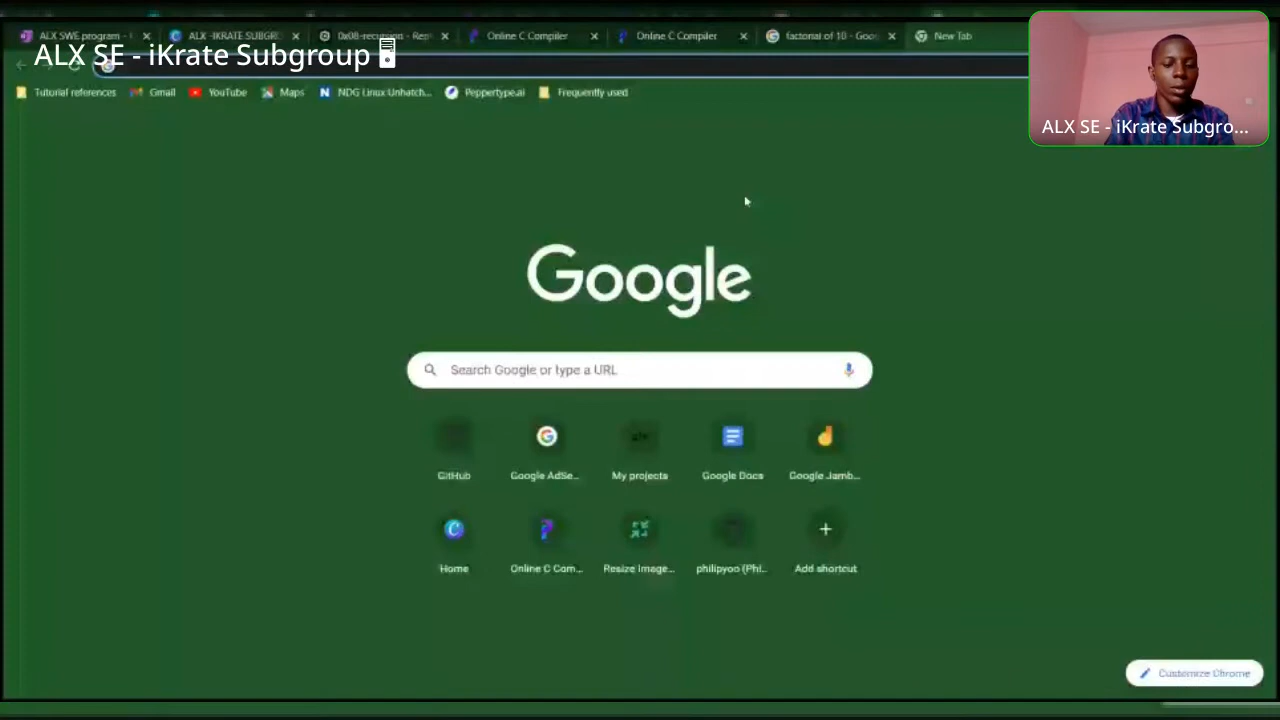 ALX SWE program -
ALX -IKRATE SUBGR
0x08-recursion - Rep
Online C Compiler
Online C Compiler
factorial of 10 - Goog
New Tab
ALX SE - iKrate Subgroup
Tutorial references
Gmail
YouTube
Maps
NDG Linux Unhatch...
Peppertype.ai
Frequently used
ALX SE - iKrate Subgro...
Google
Search Google or type a URL
GitHub
Google AdSe...
My projects
Google Docs
Google Jamb...
Home
Online C Com...
Resize Image...
philipyoo (Phi...
Add shortcut
Customize Chrome